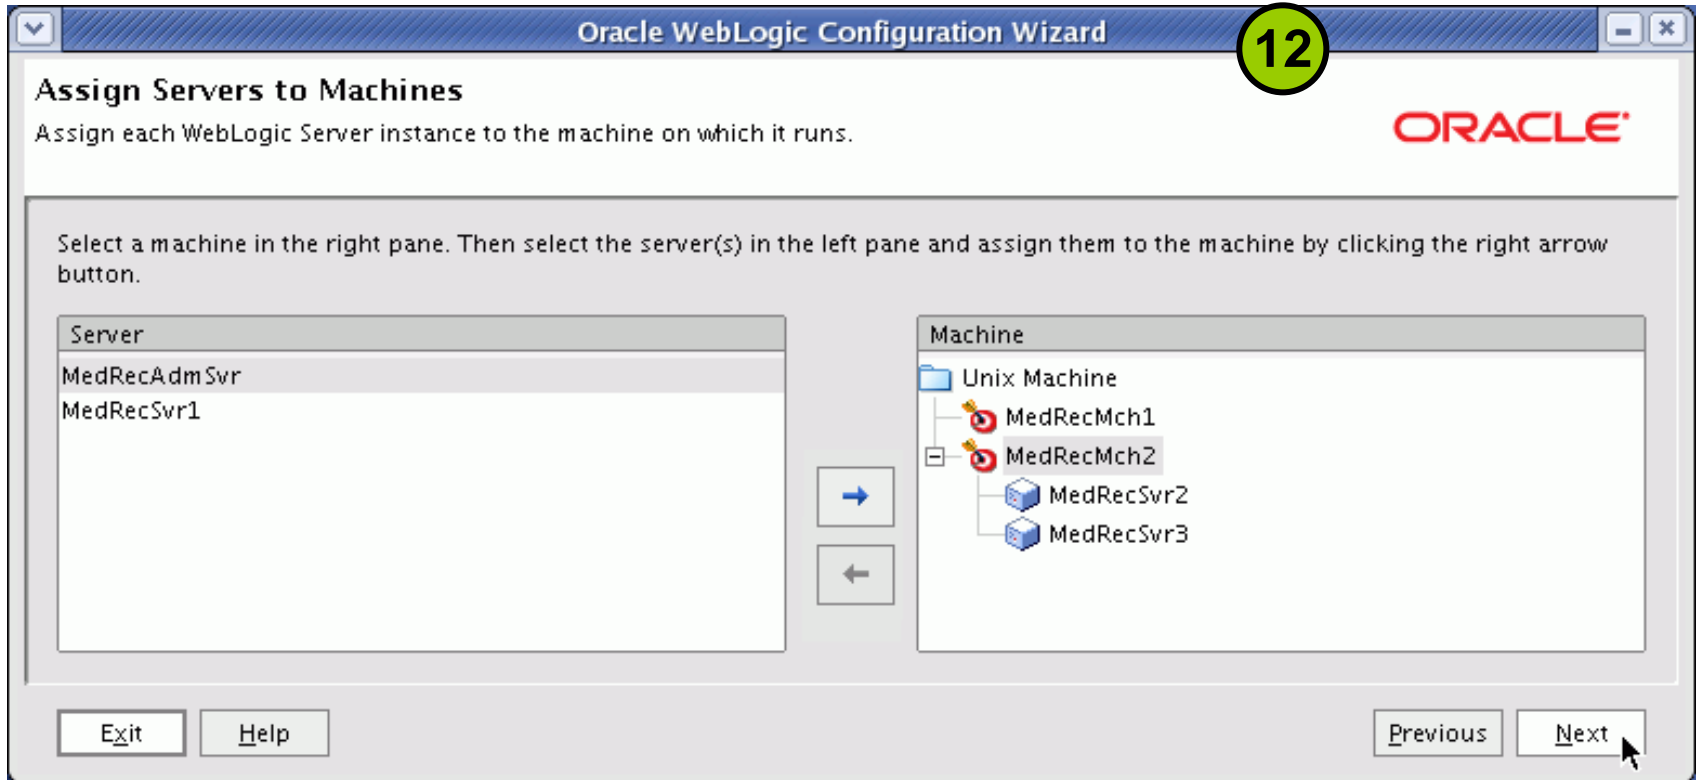 Oracle WebLogic Configuration Wizard
12
Assign Servers to Machines
Assign each WebLogic Server instance to the machine on which it runs.
ORACLE
Select a machine in the right pane. Then select the server(s) in the left pane and assign them to the machine by clicking the right arrow
button.
Server
MedRecAdmSvr
MedRecSvr1
Machine
Unix Machine
MedRecMch1
MedRecMch2
MedRecSvr2
MedRecSvr3
Exit
Help
Previous
Next